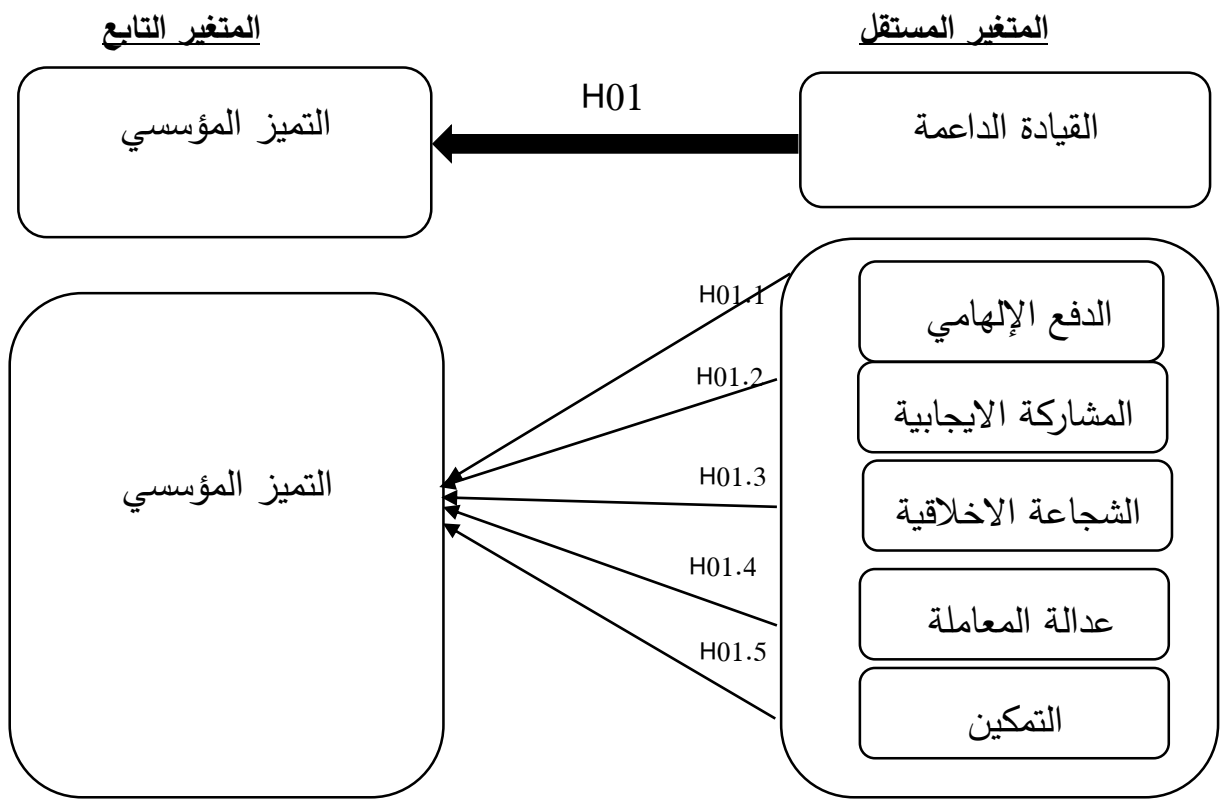 المتغير المستقل
المتغير التابع
القيادة الداعمة
H01
التميز المؤسسي
الدفع الإلهامي
المشاركة الايجابية
الشجاعة الاخلاقية
عدالة المعاملة
التمكين
H01.1
H01.2
H01.3
H01.4
H01.5
التميز المؤسسي